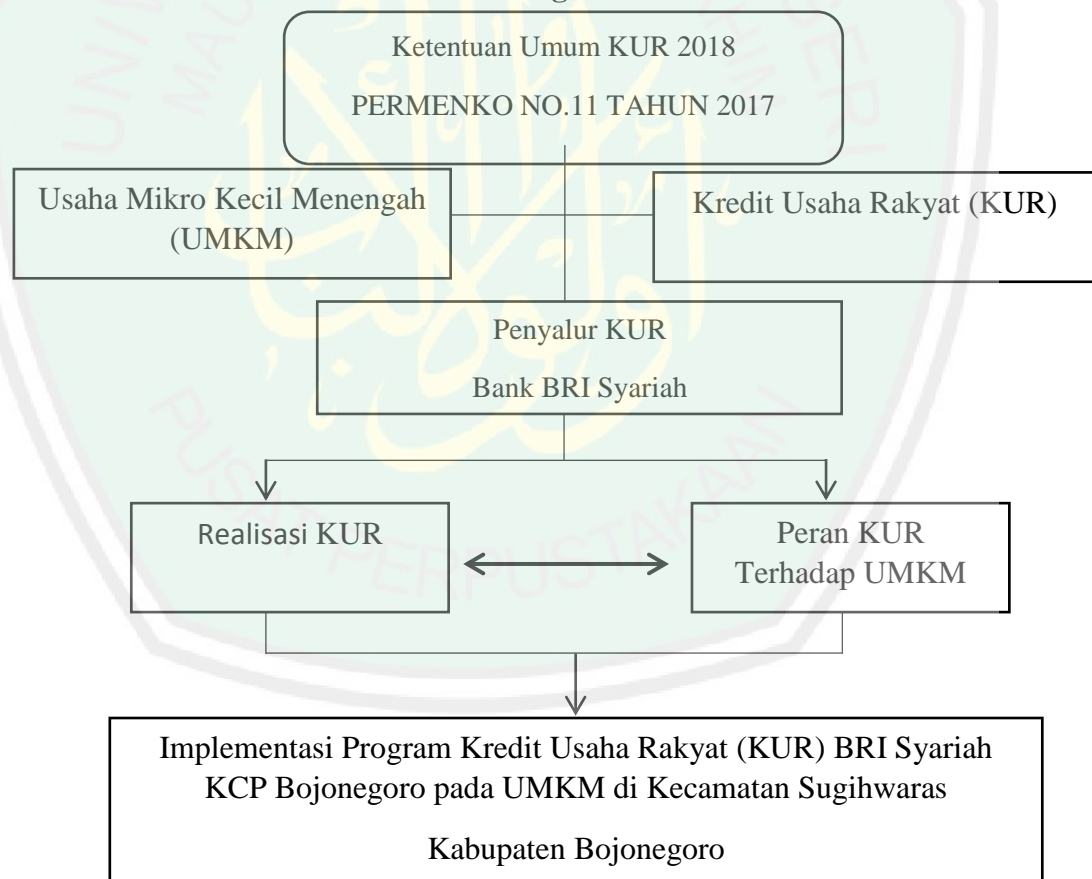 Ketentuan Umum KUR 2018
PERMENKO NO.11 TAHUN 2017
Usaha Mikro Kecil Menengah
(UMKM)
Kredit Usaha Rakyat (KUR)
Penyalur KUR
Bank BRI Syariah
Realisasi KUR
Peran KUR
Terhadap UMKM
Implementasi Program Kredit Usaha Rakyat (KUR) BRI Syariah
KCP Bojonegoro pada UMKM di Kecamatan Sugihwaras
Kabupaten Bojonegoro
PUSAT PERPUSTAKAAN